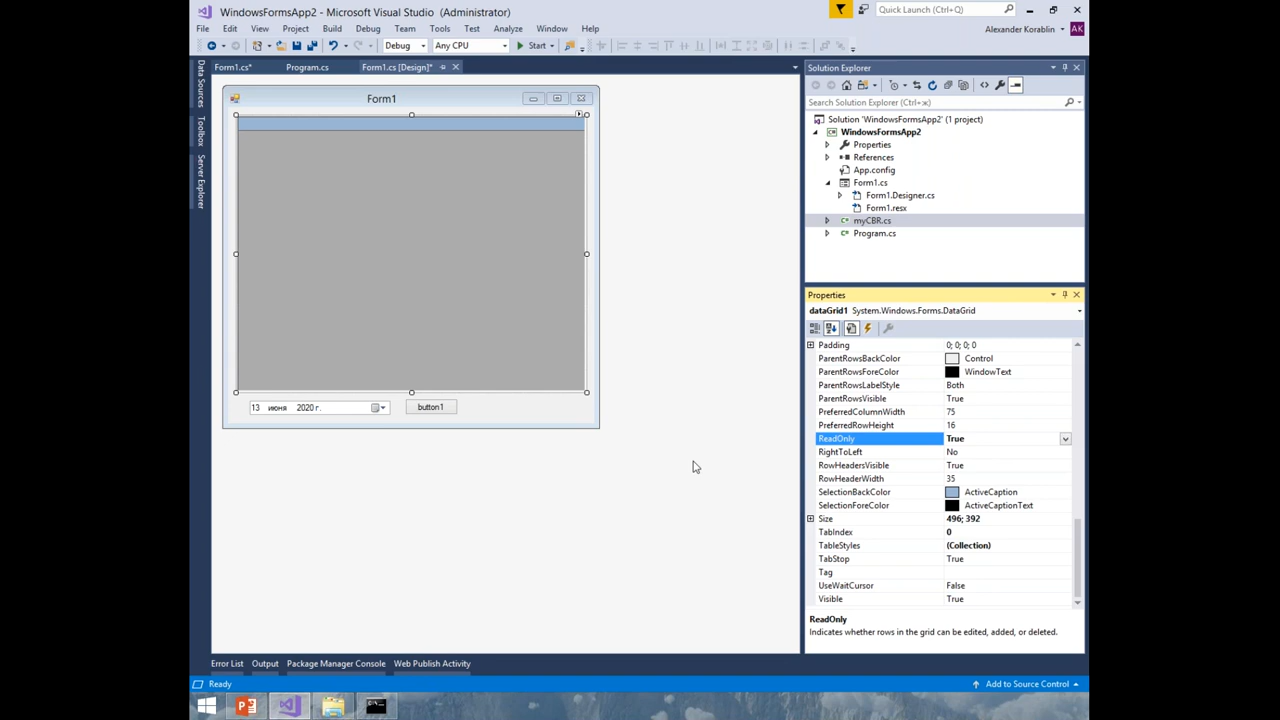 WindowsFormsApp2 - Microsoft Visual Studio (Administrator)
Quick Launch (Ctrl+Q)
File Edit View Project Build Debug Team Tools Test Analyze Window Help
Alexander Korablin AK
Debug Any CPU Start
Form1.cs* Program.cs Form1.cs [Design]*
Data Sources
Toolbox
Server Explorer
Form1
13 июня 2020 г.
button1
Solution Explorer
Search Solution Explorer (Ctrl+ж)
Solution 'WindowsFormsApp2' (1 project)
WindowsFormsApp2
Properties
References
App.config
Form1.cs
Form1.Designer.cs
Form1.resx
myCBR.cs
Program.cs
Properties
dataGrid1 System.Windows.Forms.DataGrid
Padding 0; 0; 0; 0
ParentRowsBackColor Control
ParentRowsForeColor WindowText
ParentRowsLabelStyle Both
ParentRowsVisible True
PreferredColumnWidth 75
PreferredRowHeight 16
ReadOnly True
RightToLeft No
RowHeadersVisible True
RowHeaderWidth 35
SelectionBackColor ActiveCaption
SelectionForeColor ActiveCaptionText
Size 496; 392
TabIndex 0
TableStyles (Collection)
TabStop True
Tag
UseWaitCursor False
Visible True
ReadOnly
Indicates whether rows in the grid can be edited, added, or deleted.
Error List Output Package Manager Console Web Publish Activity
Ready
Add to Source Control